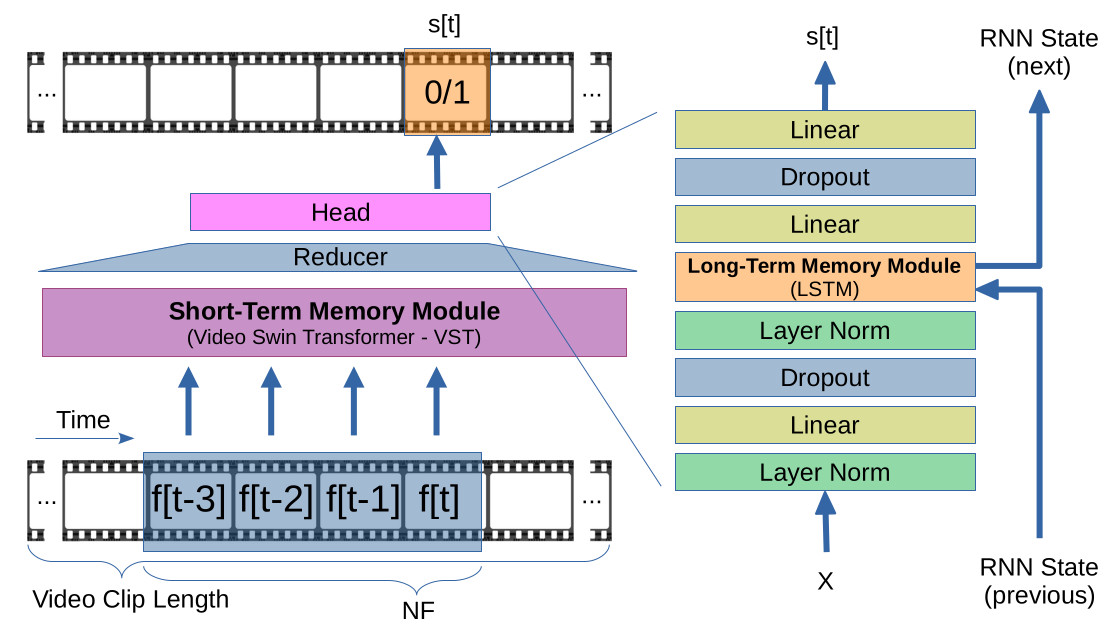 s[t]
...
0/1
...
Head
Reducer
Short-Term Memory Module
(Video Swin Transformer - VST)
Time
...
f[t-3]
f[t-2]
f[t-1]
f[t]
...
Video Clip Length
NF
s[t]
RNN State
(next)
Linear
Dropout
Linear
Long-Term Memory Module
(LSTM)
Layer Norm
Dropout
Linear
Layer Norm
X
RNN State
(previous)